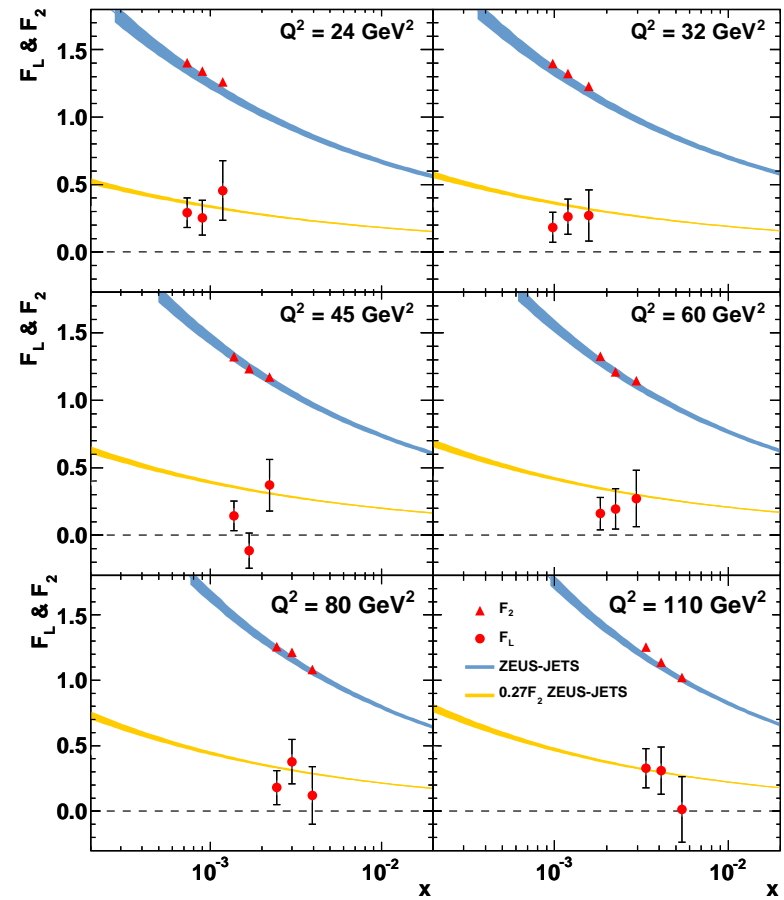 F_L & F_2
Q² = 24 GeV²
Q² = 32 GeV²
1.5
1.0
0.5
0.0
F_L & F_2
Q² = 45 GeV²
Q² = 60 GeV²
1.5
1.0
0.5
0.0
F_L & F_2
Q² = 80 GeV²
Q² = 110 GeV²
1.5
1.0
0.5
0.0
F_2
F_L
ZEUS-JETS
0.27F_2 ZEUS-JETS
10⁻³
10⁻²
10⁻³
10⁻²
x
x